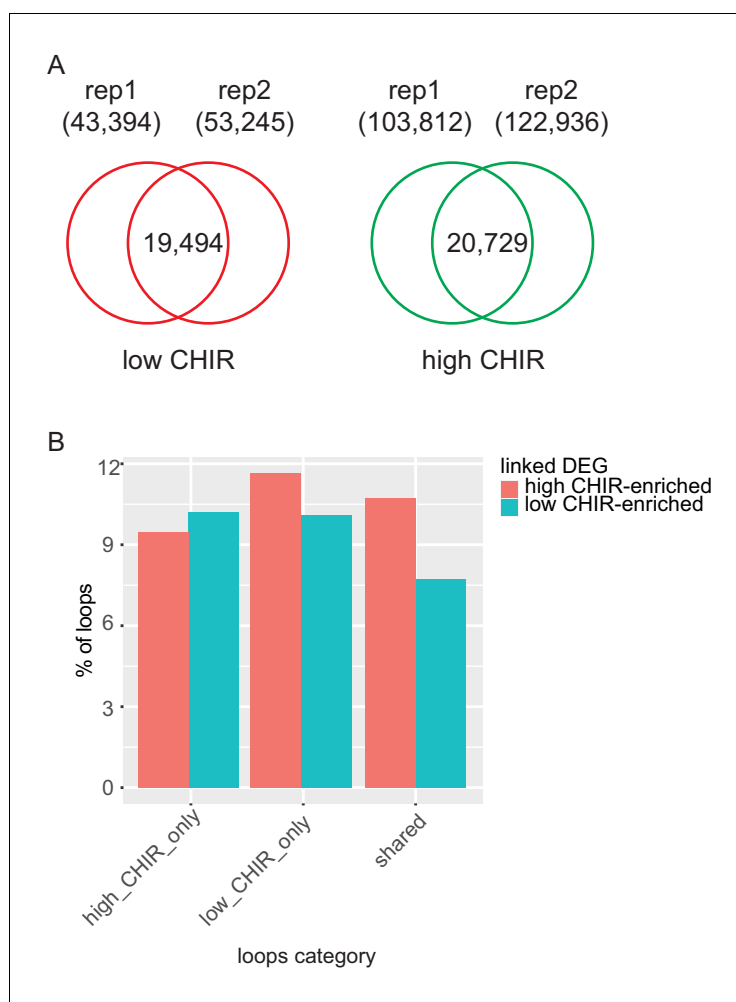 A
rep1 rep2 rep1 rep2
(43,394) (53,245) (103,812) (122,936)
19,494 20,729
low CHIR high CHIR
B
linked DEG
high CHIR-enriched
low CHIR-enriched
12
9
6
3
0
% of loops
high_CHIR_only low_CHIR_only shared
loops category